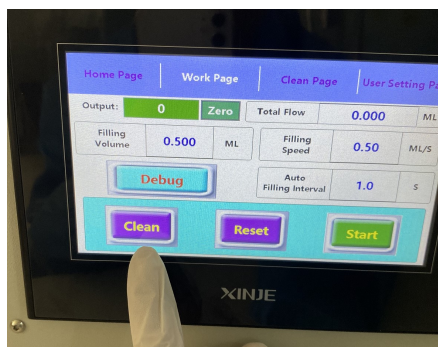 Home Page Work Page Clean Page User Setting
Output: 0 Zero Total Flow 0.000 ML
Filling Volume 0.500 ML Filling Speed 0.50 ML/S
Debug Auto Filling Interval 1.0 S
Clean Reset Start
XINJE